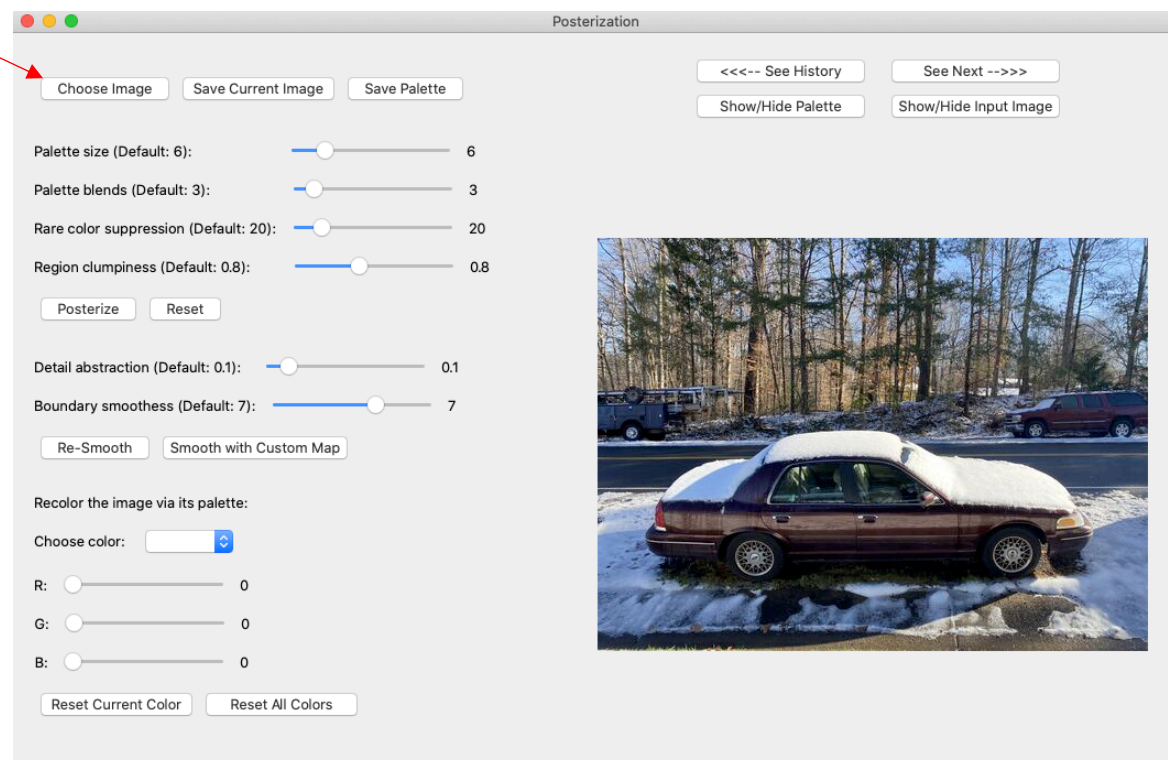 Posterization
Choose Image Save Current Image Save Palette
<<<-- See History See Next -->>>
Show/Hide Palette Show/Hide Input Image
Palette size (Default: 6): 6
Palette blends (Default: 3): 3
Rare color suppression (Default: 20): 20
Region clumpiness (Default: 0.8): 0.8
Posterize Reset
Detail abstraction (Default: 0.1): 0.1
Boundary smoothness (Default: 7): 7
Re-Smooth Smooth with Custom Map
Recolor the image via its palette:
Choose color:
R: 0
G: 0
B: 0
Reset Current Color Reset All Colors